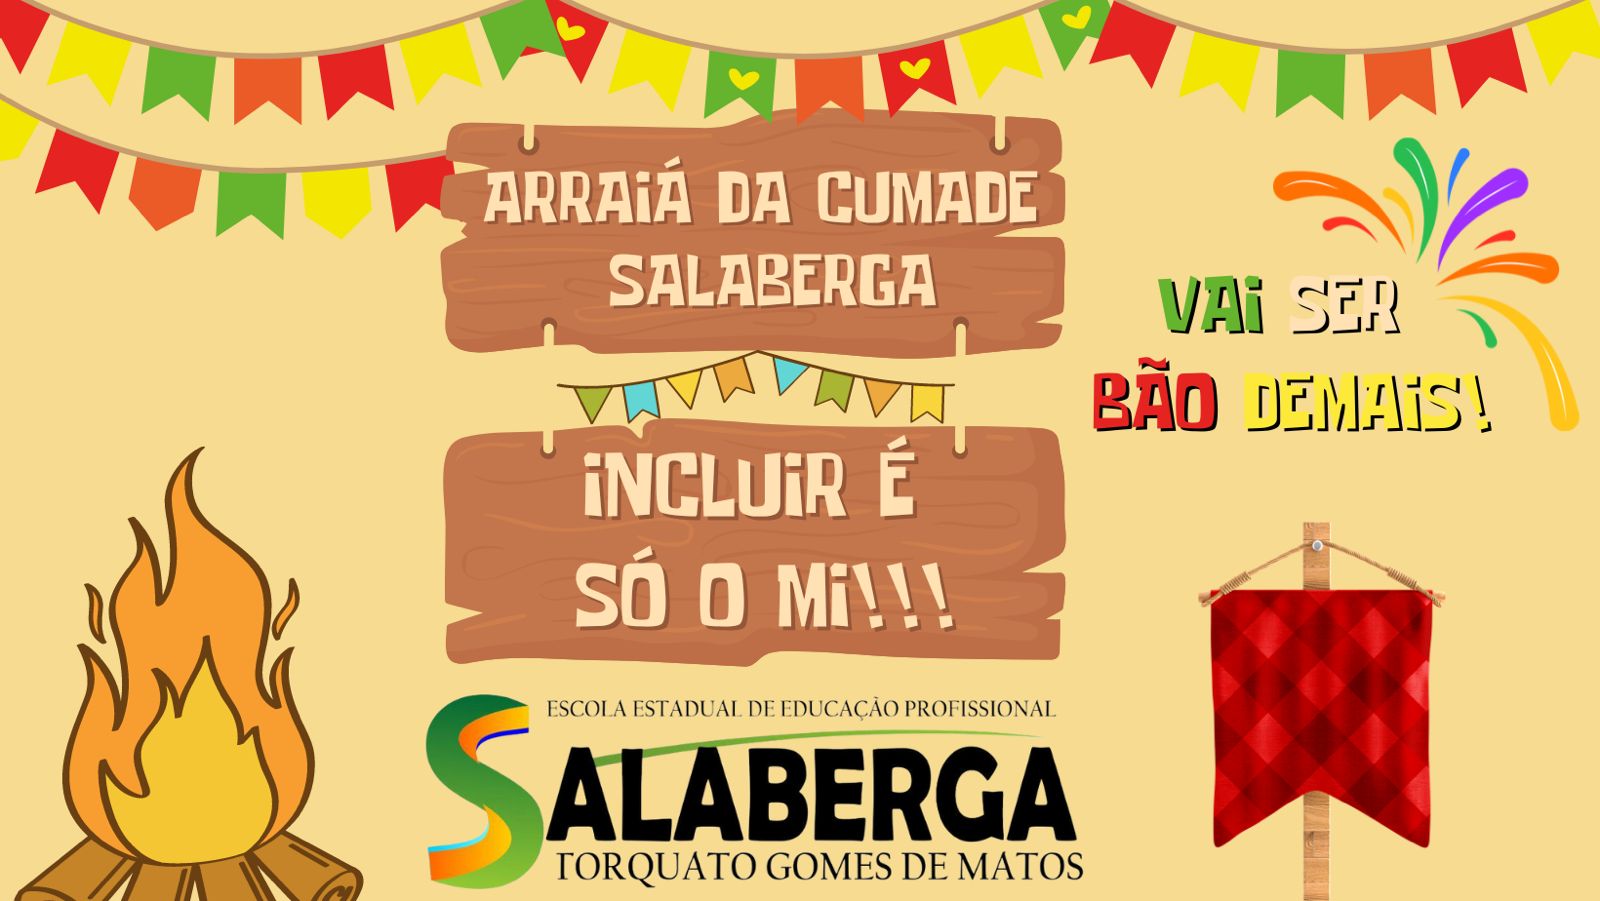 ARRAIÁ DA CUMADE
SALABERGA
INCLUIR É
SÓ O MI!!!
VAI SER
BÃO DEMAIS!
ESCOLA ESTADUAL DE EDUCAÇÃO PROFISSIONAL
SALABERGA
TORQUATO GOMES DE MATOS